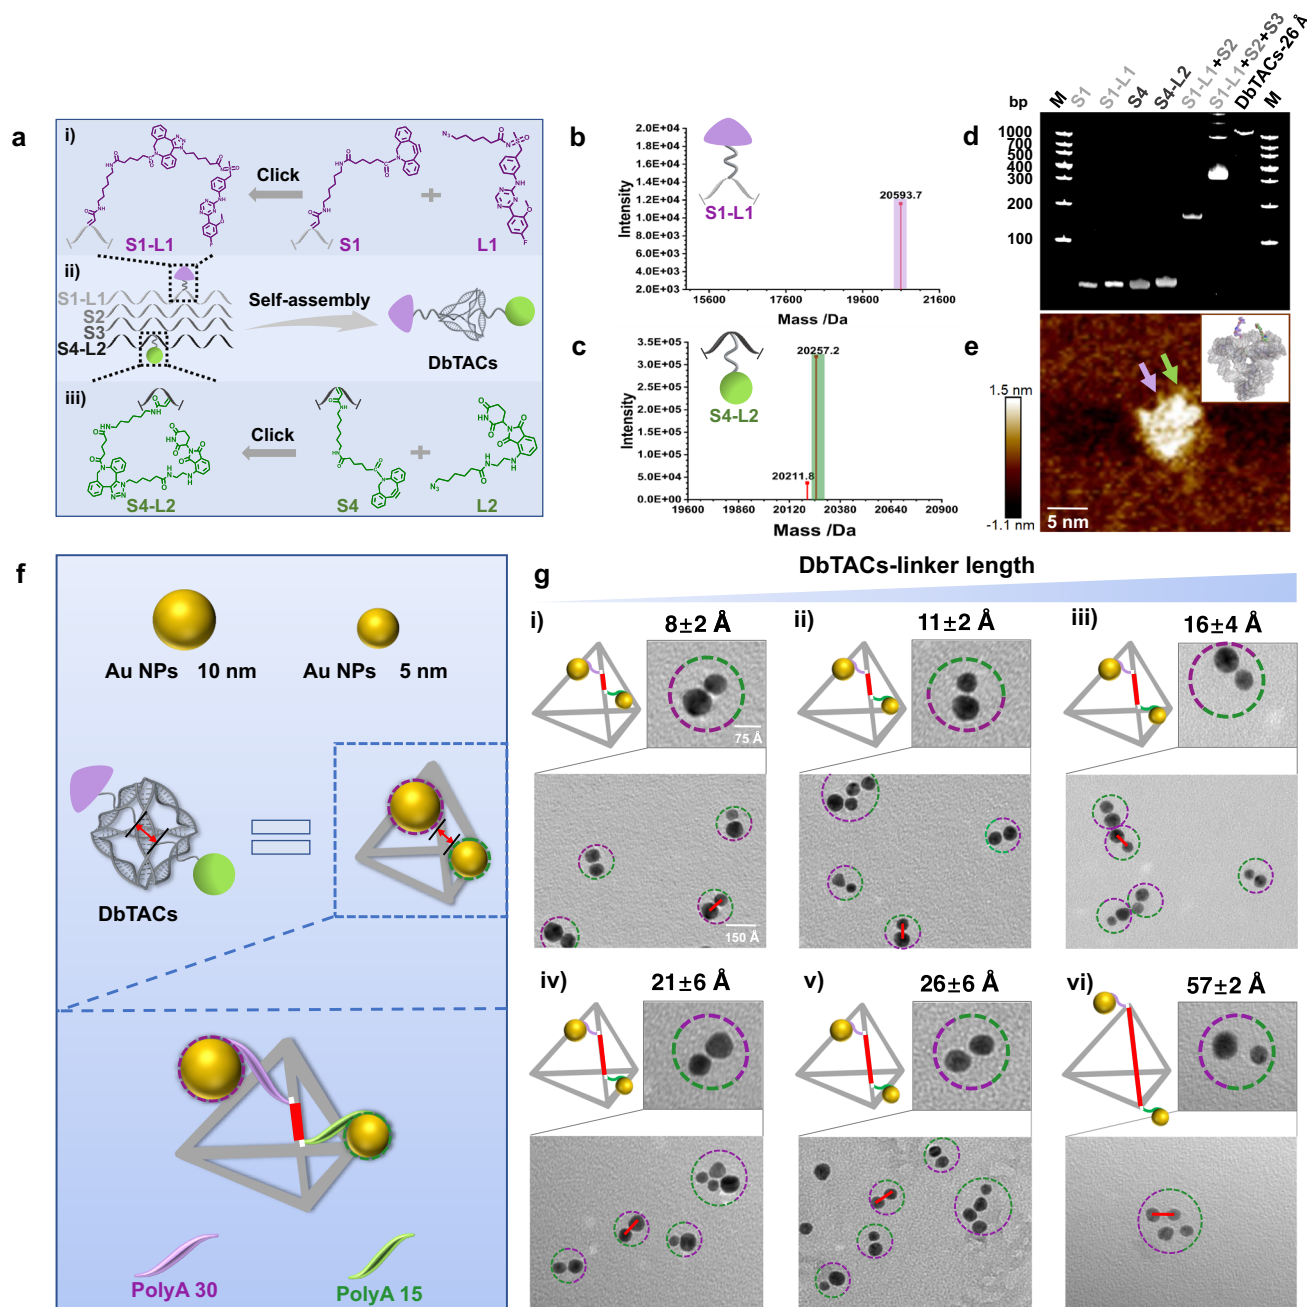 a
i)
Click
S1-L1
S1
L1
ii)
S1-L1
S2
S3
S4-L2
Self-assembly
DbTACs
iii)
Click
S4-L2
S4
L2
b
2.0E+04
1.8E+04
1.6E+04
1.4E+04
1.2E+04
1.0E+04
8.0E+03
6.0E+03
4.0E+03
2.0E+03
Intensity
S1-L1
20593.7
15600
17600
19600
21600
Mass /Da
c
3.5E+05
3.0E+05
2.5E+05
2.0E+05
1.5E+05
1.0E+05
5.0E+04
0.0E+00
Intensity
S4-L2
20257.2
20211.8
19600
19860
20120
20380
20640
20900
Mass /Da
d
bp
M
S1
S1-L1
S4
S4-L2
S1-L1+S2
S1-L1+S2+S3
DbTACs-26 Å
M
1000
700
500
400
300
200
100
e
1.5 nm
-1.1 nm
5 nm
f
Au NPs 10 nm
Au NPs 5 nm
DbTACs
PolyA 30
PolyA 15
g
DbTACs-linker length
i)
8±2 Å
75 Å
150 Å
ii)
11±2 Å
iii)
16±4 Å
iv)
21±6 Å
v)
26±6 Å
vi)
57±2 Å